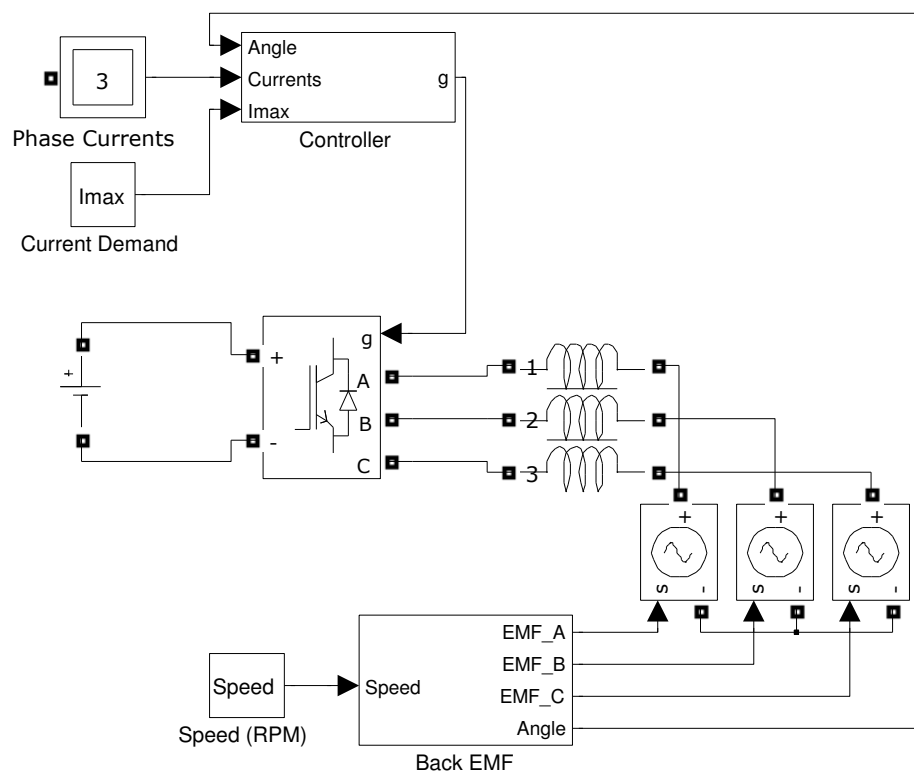 Angle
3
Currents
g
Imax
Phase Currents
Controller
Imax
Current Demand
g
+
+
1
A
2
B
-
C
3
+
+
+
s
-
s
-
s
-
EMF_A
EMF_B
Speed
Speed
EMF_C
Angle
Speed (RPM)
Back EMF